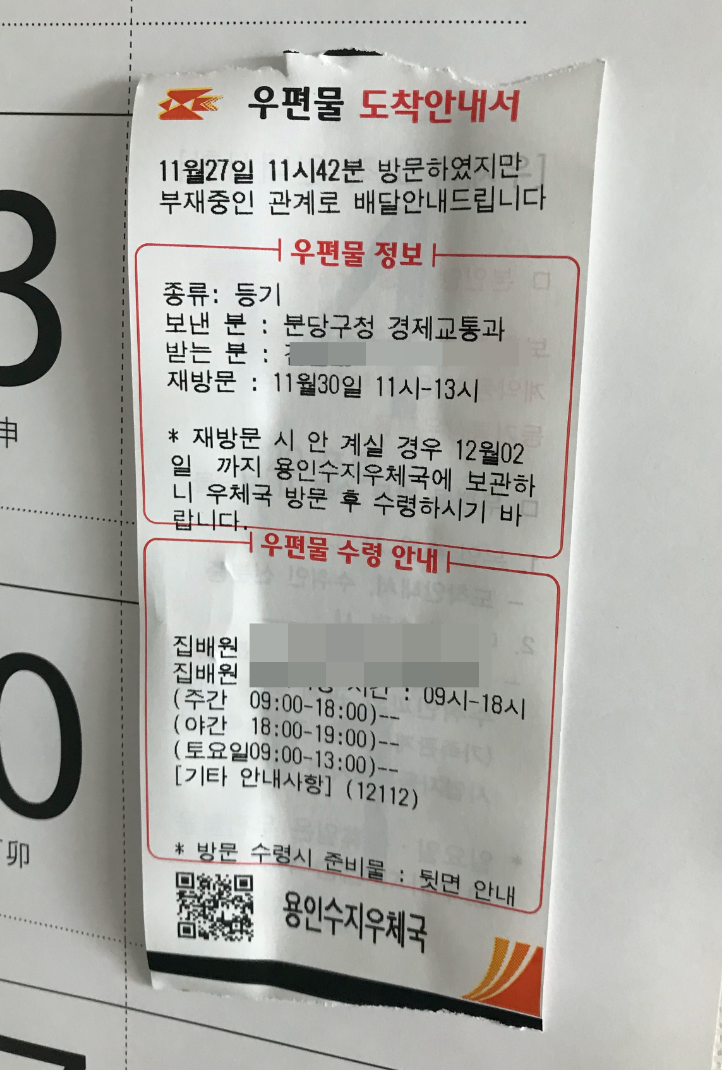 우편물 도착안내서
11월27일 11시42분 방문하였지만
부재중인 관계로 배달안내드립니다
우편물 정보
종류: 등기
보낸 분 : 분당구청 경제교통과
받는 분 :
재방문 : 11월30일 11시-13시
* 재방문 시 안 계실 경우 12월02
일 까지 용인수지우체국에 보관하
니 우체국 방문 후 수령하시기 바
랍니다.
우편물 수령 안내
집배원
집배원
시간 : 09시-18시
(주간 09:00-18:00)--
(야간 18:00-19:00)--
(토요일09:00-13:00)--
[기타 안내사항] (12112)
* 방문 수령시 준비물 : 뒷면 안내
용인수지우체국
3
申
0
卯